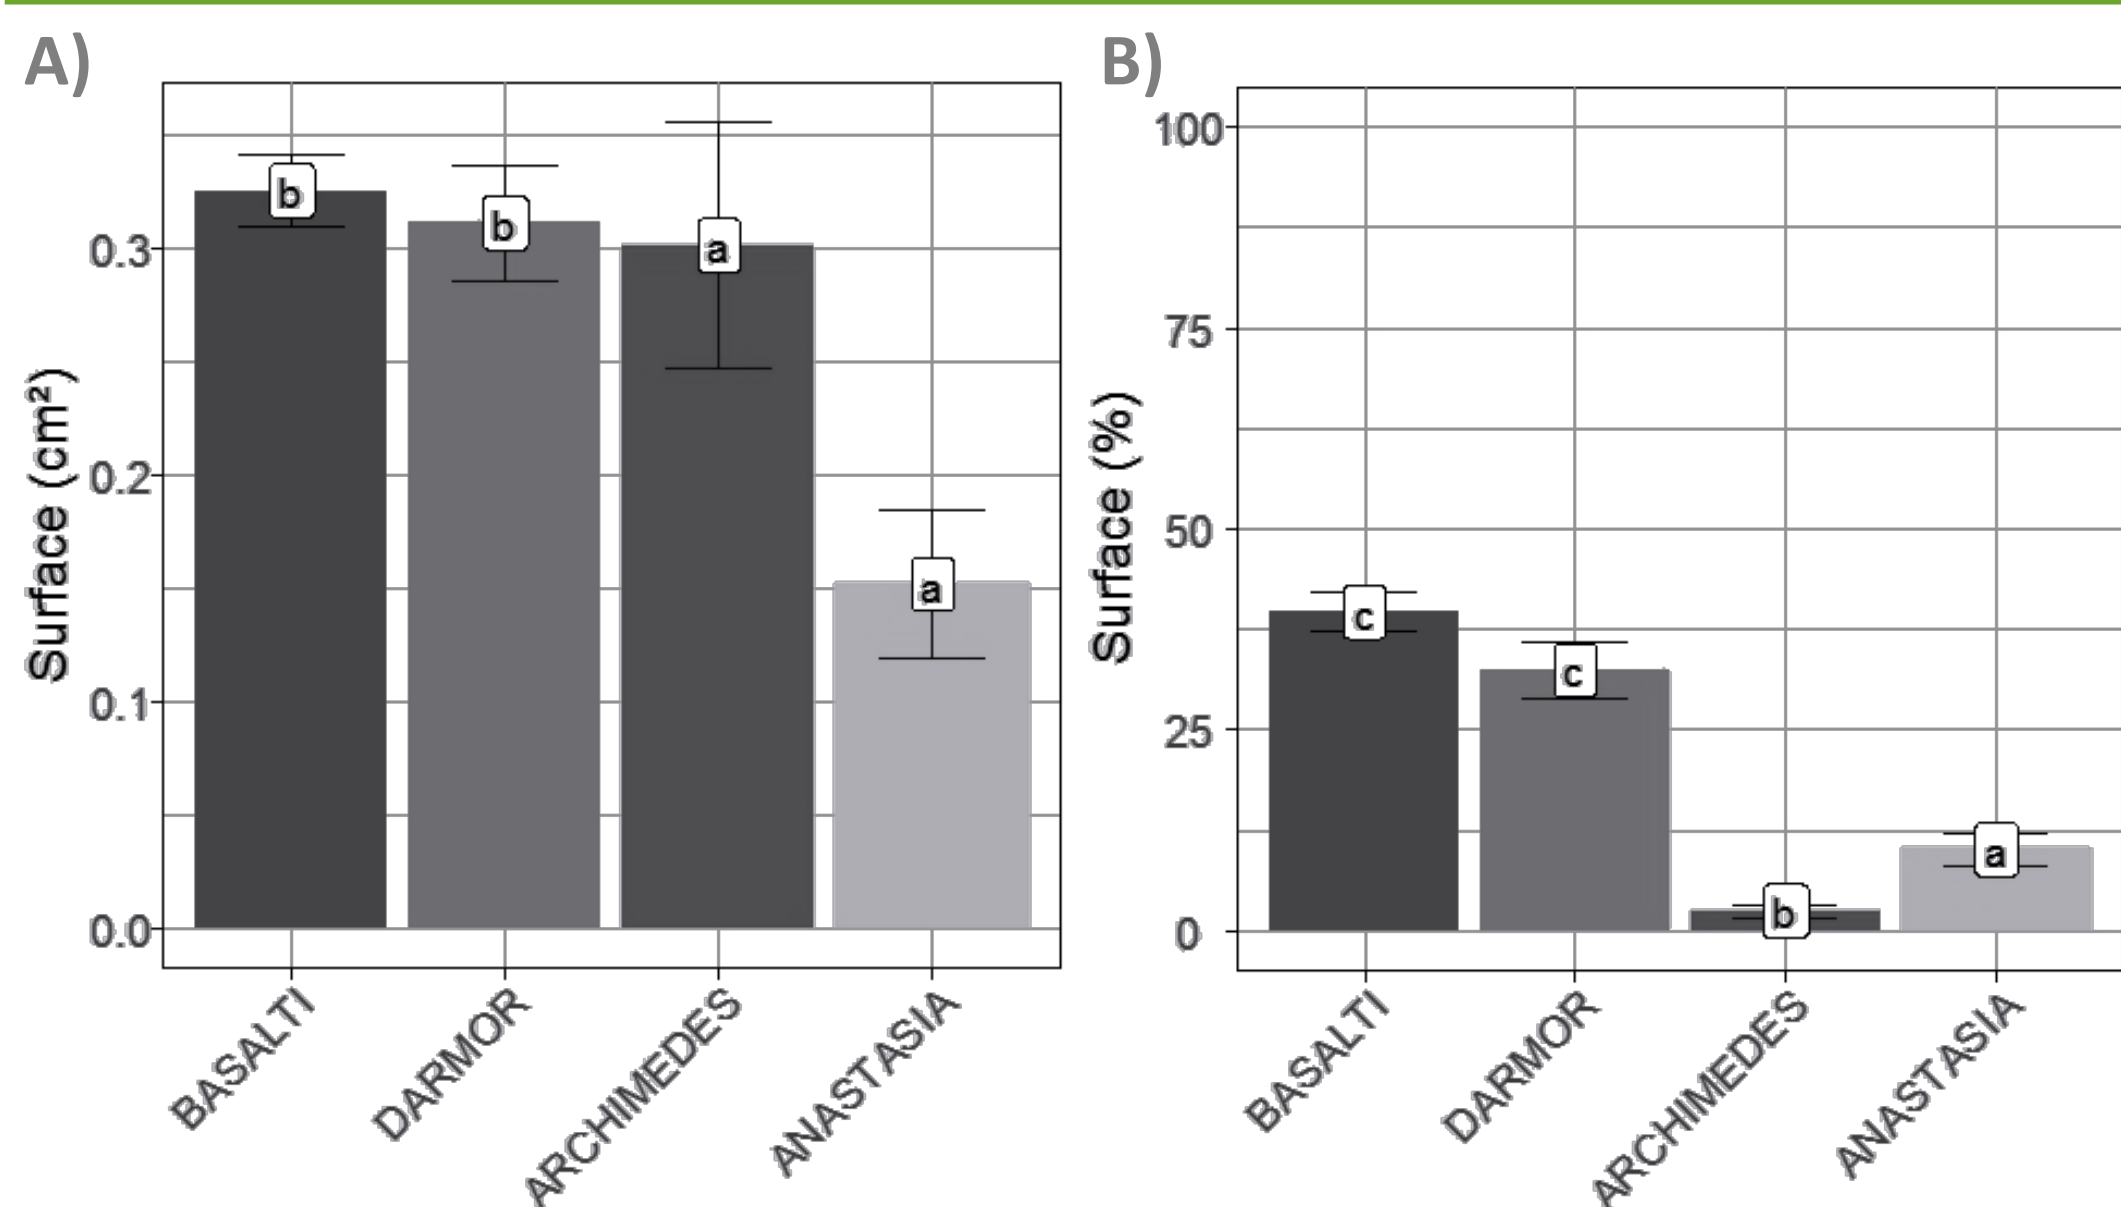 A)
Surface (cm²)
0.3
0.2
0.1
0.0
b
b
a
a
BASALTI
DARMOR
ARCHIMEDES
ANASTASIA
B)
Surface (%)
100
75
50
25
0
c
c
b
a
BASALTI
DARMOR
ARCHIMEDES
ANASTASIA